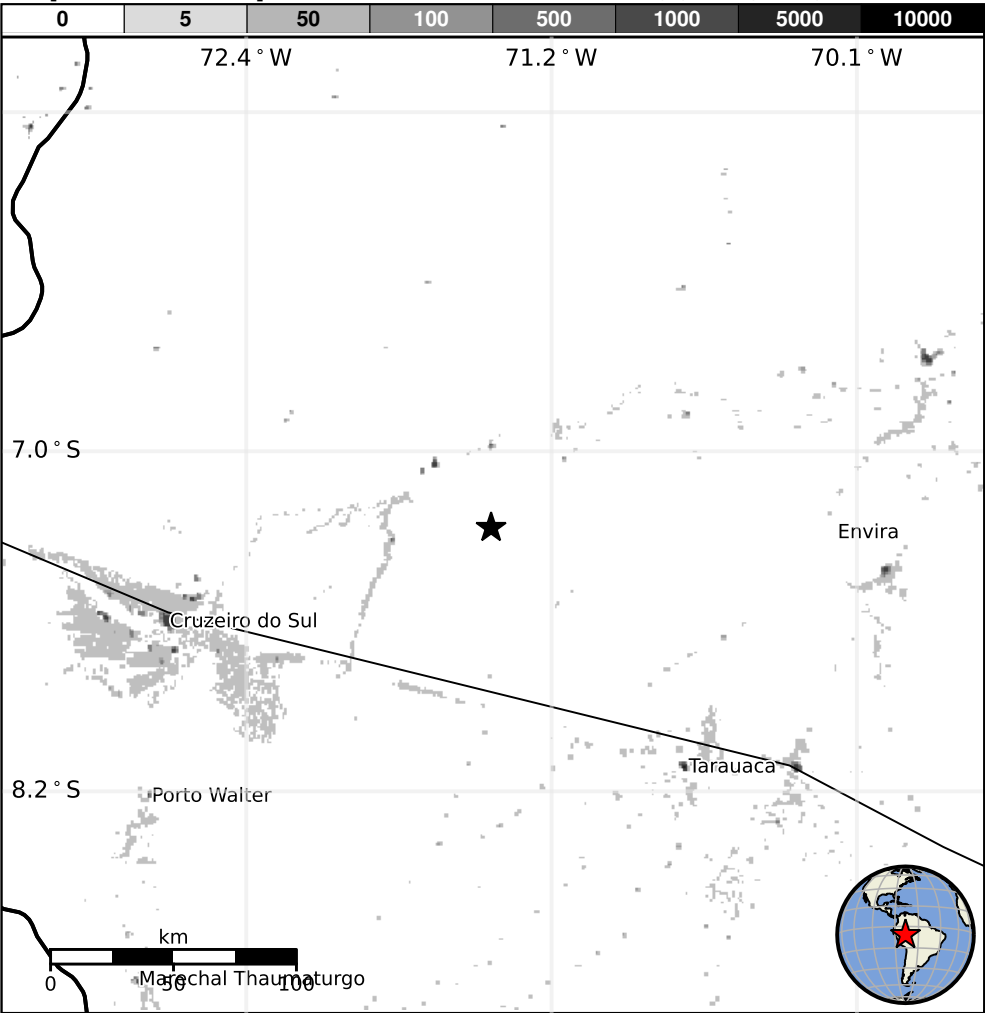 0 5 50 100 500 1000 5000 10000
72.4°W 71.2°W 70.1°W
7.0°S
Envira
Cruzeiro do Sul
Tarauacá
8.2°S
Porto Walter
km
Marechal Thaumaturgo
0 50 100